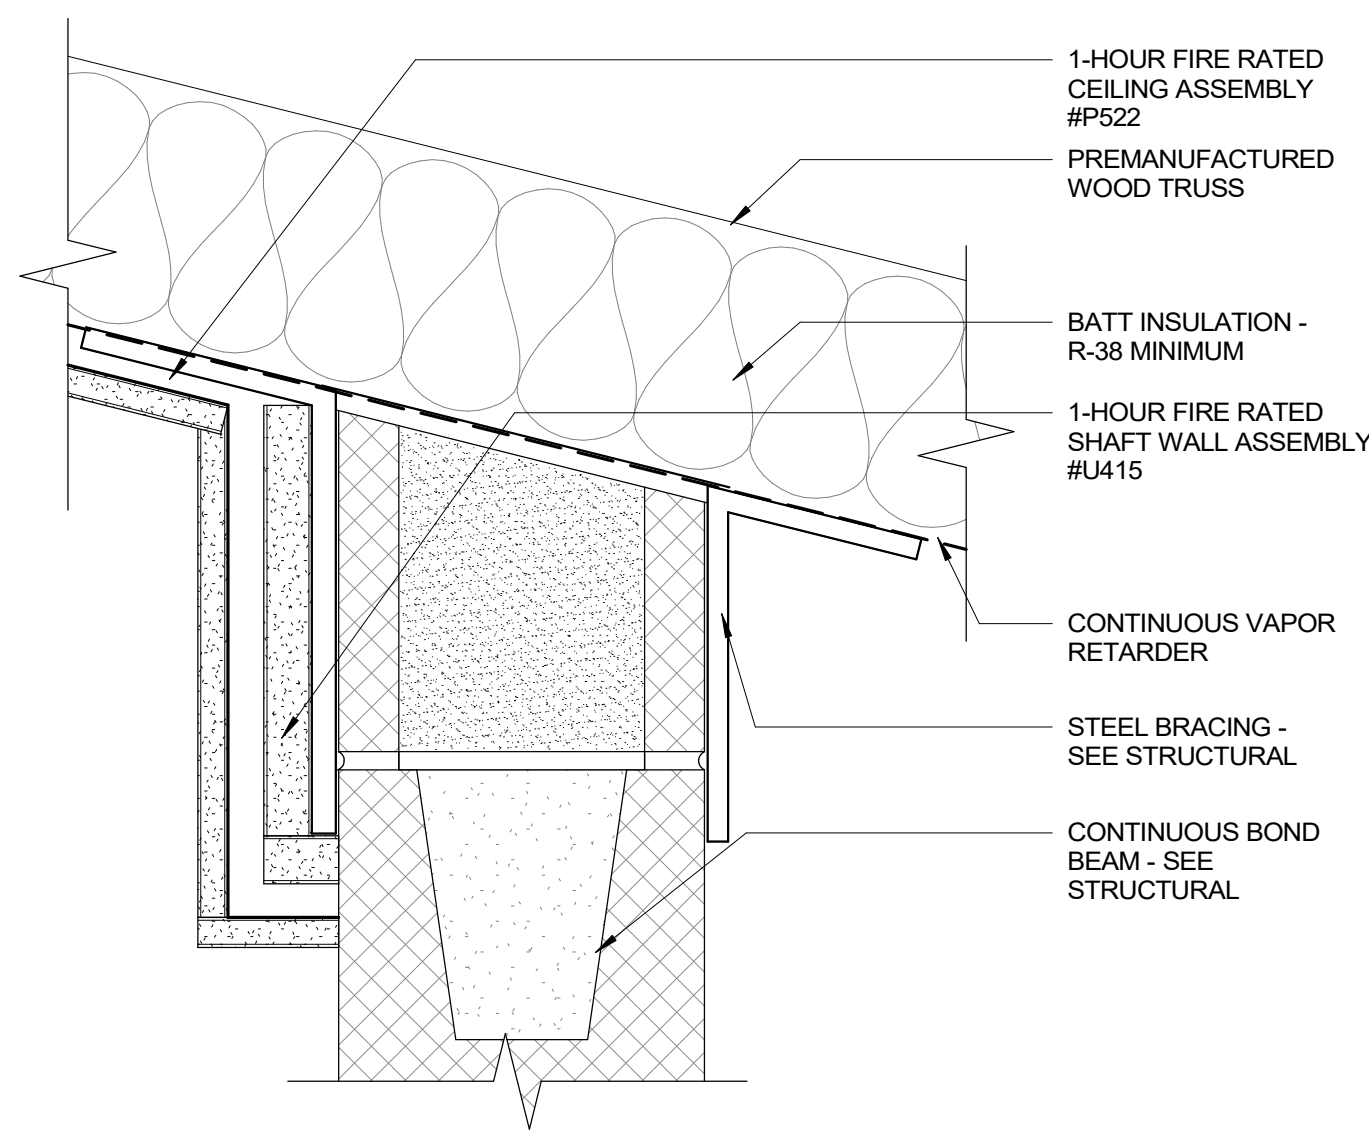 1-HOUR FIRE RATED
CEILING ASSEMBLY
#P522
PREMANUFACTURED
WOOD TRUSS
BATT INSULATION -
R-38 MINIMUM
1-HOUR FIRE RATED
SHAFT WALL ASSEMBLY
#U415
CONTINUOUS VAPOR
RETARDER
STEEL BRACING -
SEE STRUCTURAL
CONTINUOUS BOND
BEAM - SEE
STRUCTURAL